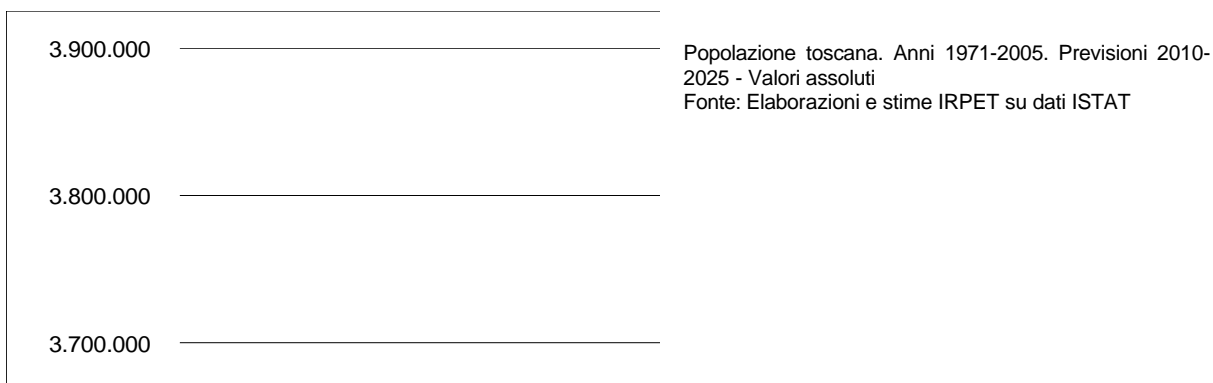 3.900.000
Popolazione toscana. Anni 1971-2005. Previsioni 2010-
2025 - Valori assoluti
Fonte: Elaborazioni e stime IRPET su dati ISTAT
3.800.000
3.700.000